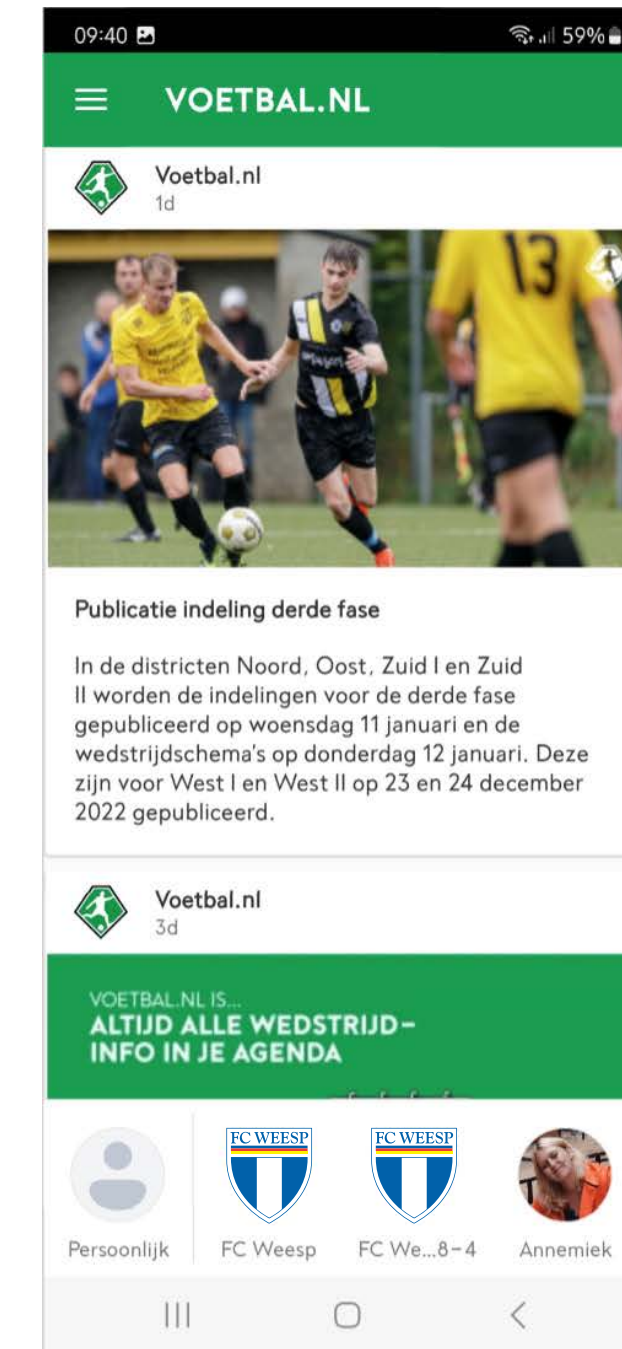 09:40
59%
VOETBAL.NL
Voetbal.nl
1d
13
Publicatie indeling derde fase
In de districten Noord, Oost, Zuid I en Zuid
II worden de indelingen voor de derde fase
gepubliceerd op woensdag 11 januari en de
wedstrijdschema's op donderdag 12 januari. Deze
zijn voor West I en West II op 23 en 24 december
2022 gepubliceerd.
Voetbal.nl
3d
VOETBAL.NL IS...
ALTIJD ALLE WEDSTRIJD-
INFO IN JE AGENDA
FC WEESP
FC WEESP
Persoonlijk
FC Weesp
FC We...8-4
Annemiek